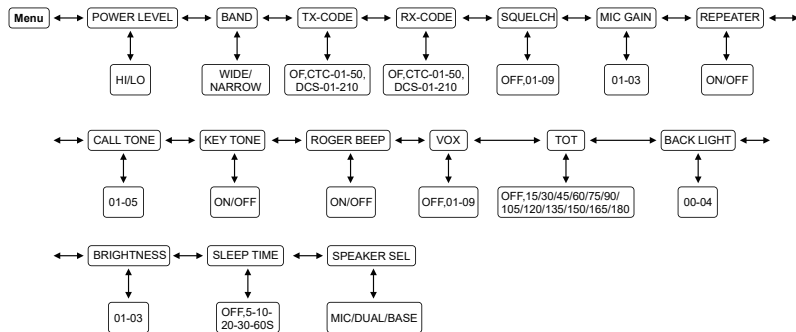 Menu POWER LEVEL BAND TX-CODE RX-CODE SQUELCH MIC GAIN REPEATER
HI/LO
WIDE/
NARROW
OF,CTC-01-50,
DCS-01-210
OF,CTC-01-50,
DCS-01-210
OFF,01-09
01-03
ON/OFF
CALL TONE KEY TONE ROGER BEEP VOX TOT BACK LIGHT
01-05
ON/OFF
ON/OFF
OFF,01-09
OFF,15/30/45/60/75/90/
105/120/135/150/165/180
00-04
BRIGHTNESS SLEEP TIME SPEAKER SEL
01-03
OFF,5-10-
20-30-60S
MIC/DUAL/BASE